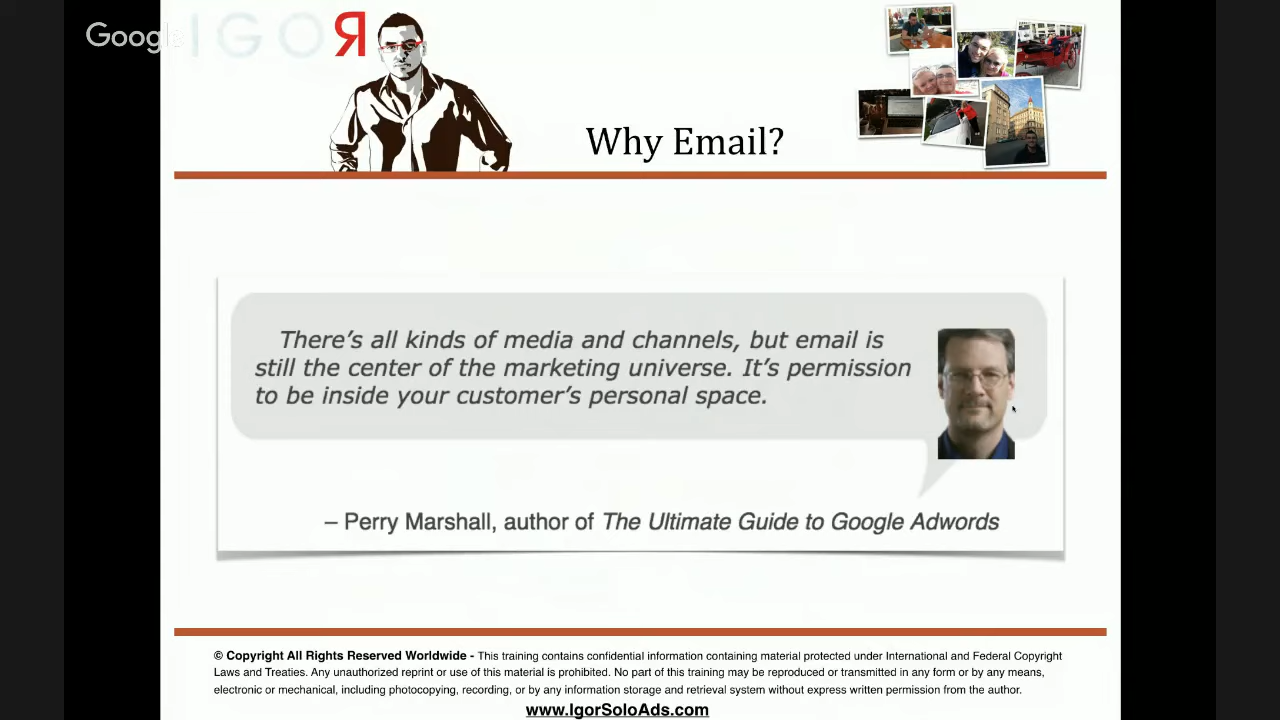 Google
IGOR
Why Email?
There's all kinds of media and channels, but email is
still the center of the marketing universe. It's permission
to be inside your customer's personal space.
– Perry Marshall, author of The Ultimate Guide to Google Adwords
© Copyright All Rights Reserved Worldwide - This training contains confidential information containing material protected under International and Federal Copyright
Laws and Treaties. Any unauthorized reprint or use of this material is prohibited. No part of this training may be reproduced or transmitted in any form or by any means,
electronic or mechanical, including photocopying, recording, or by any information storage and retrieval system without express written permission from the author.
www.IgorSoloAds.com